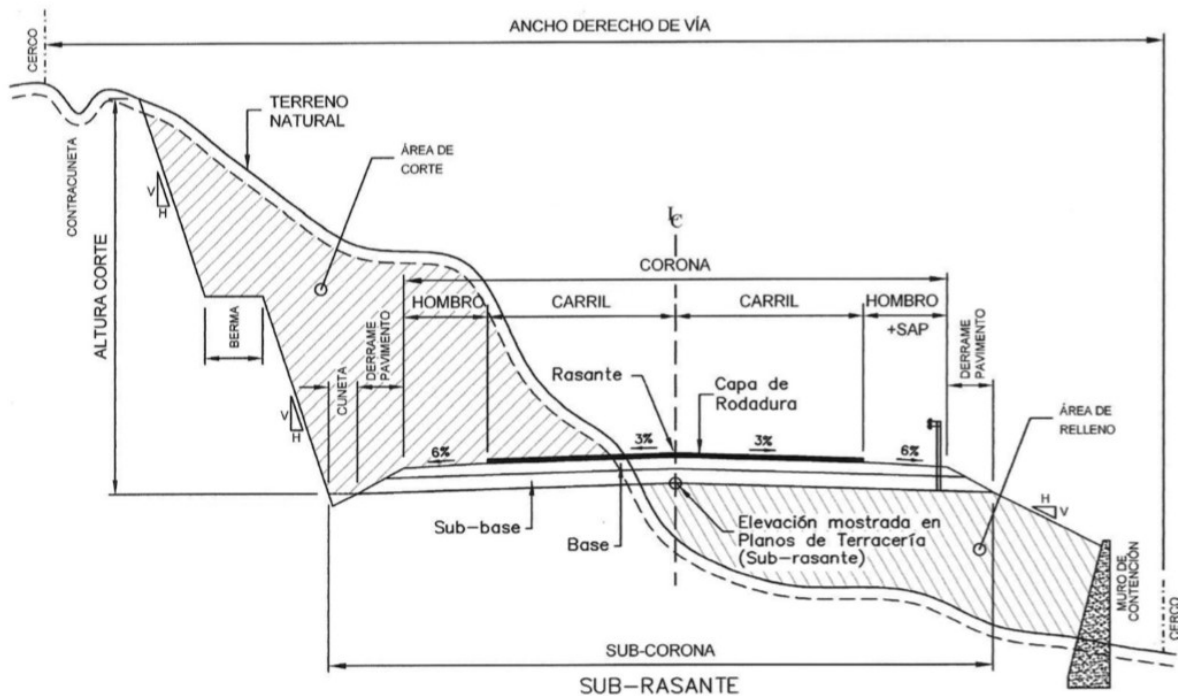 ANCHO DERECHO DE VÍA
CERCO
TERRENO
NATURAL
ÁREA DE
CORTE
CONTRACUNETA
V
H
ALTURA CORTE
BERMA
V
H
CUNETA
DERRAME
PAVIMENTO
℄
CORONA
HOMBRO
CARRIL
CARRIL
HOMBRO
+SAP
DERRAME
PAVIMENTO
Rasante
Capa de
Rodadura
ÁREA DE
RELLENO
6%
3%
3%
6%
Sub-base
Base
Elevación mostrada en
Planos de Terracería
(Sub-rasante)
H
V
MURO DE
CONTENCIÓN
CERCO
SUB-CORONA
SUB-RASANTE